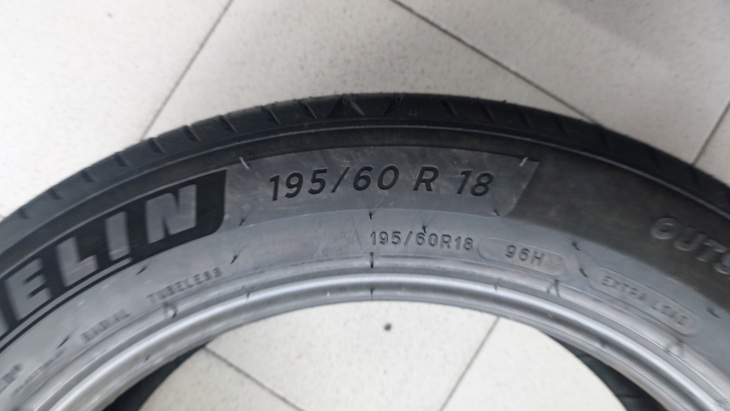 195/60 R 18
ELIN
OUTS
195/60R18 96H EXTRA LOAD
RADIAL TUBELESS